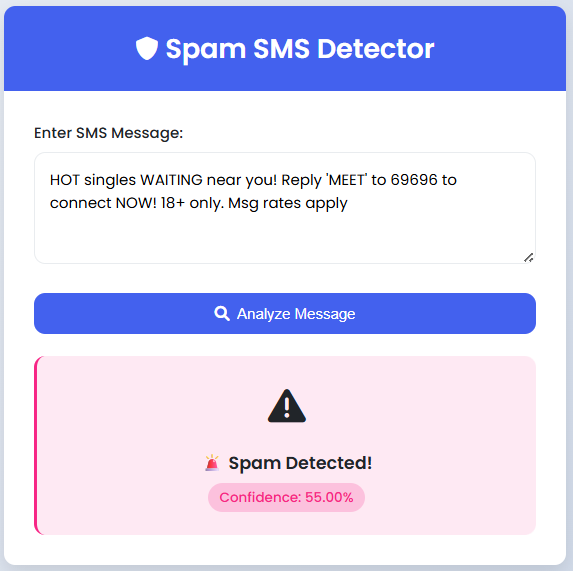 Spam SMS Detector
Enter SMS Message:
HOT singles WAITING near you! Reply 'MEET' to 69696 to
connect NOW! 18+ only. Msg rates apply
Analyze Message
Spam Detected!
Confidence: 55.00%